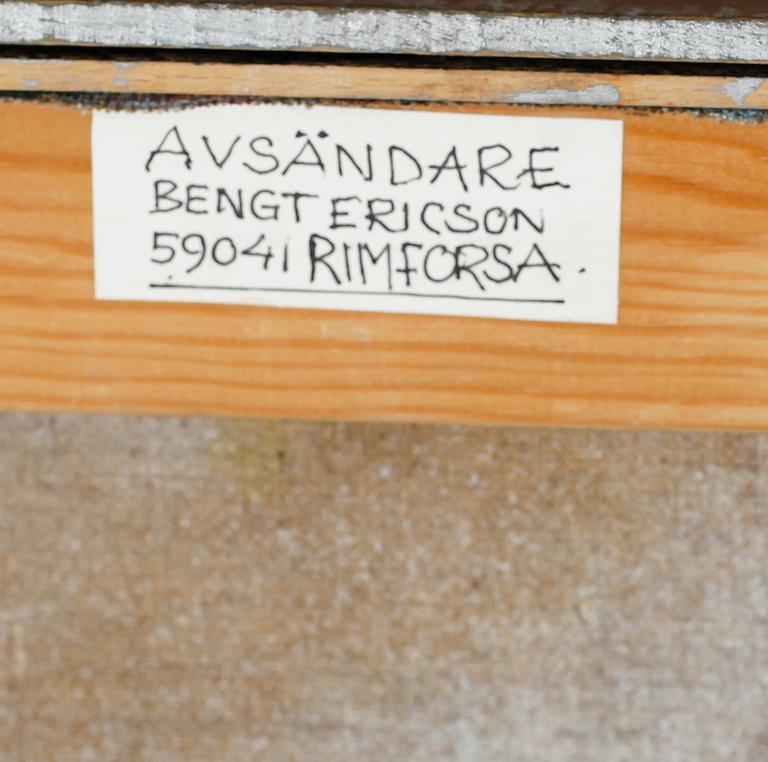 AVSÄNDARE
BENGT ERICSON
59041 RIMFORSA.